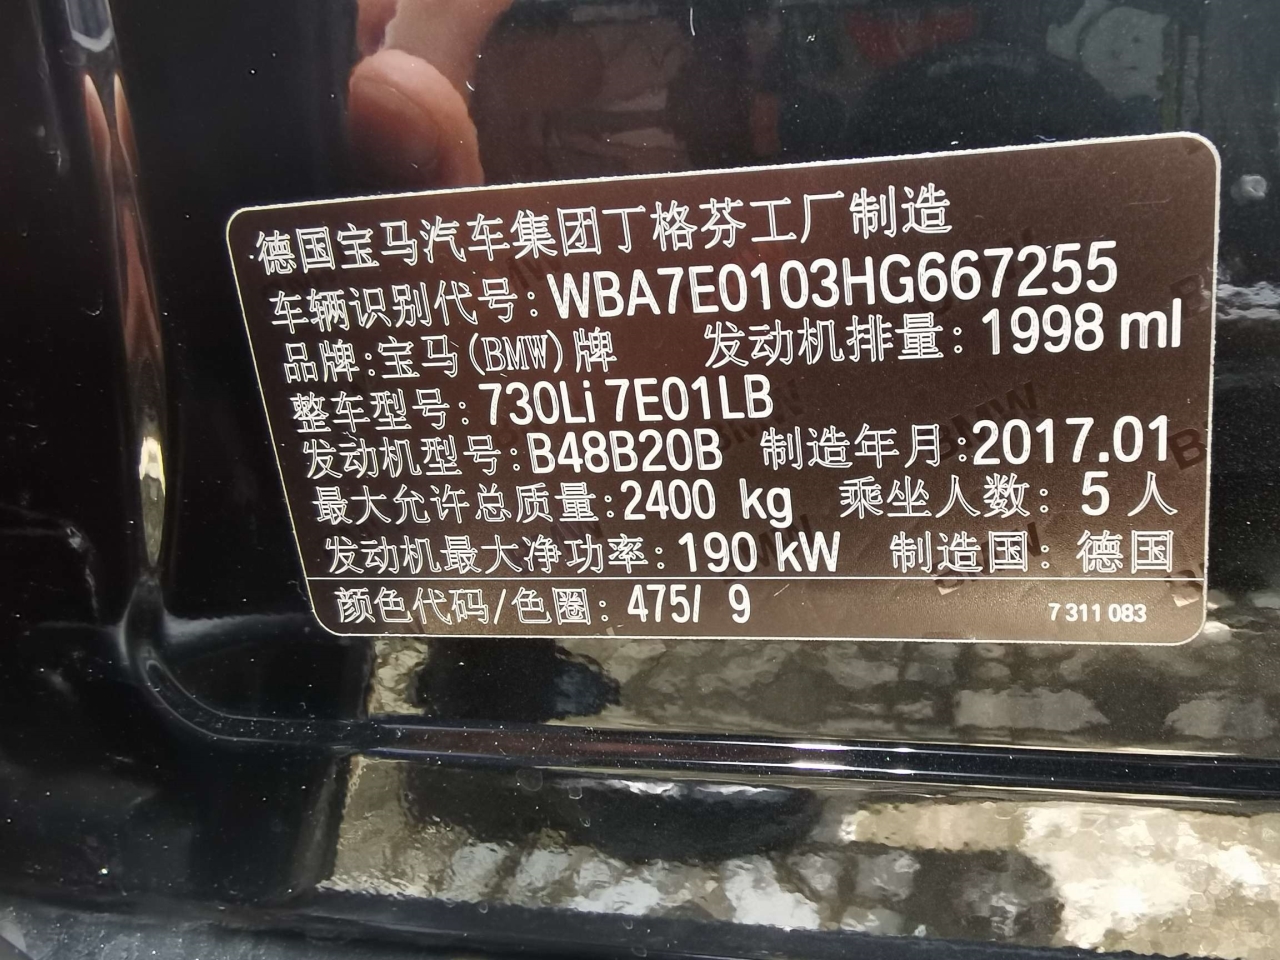 德国宝马汽车集团丁格芬工厂制造
车辆识别代号:WBA7E0103HG667255
品牌:宝马(BMW)牌 发动机排量:1998 ml
整车型号:730Li 7E01LB
发动机型号:B48B20B 制造年月:2017.01
最大允许总质量:2400 kg 乘坐人数: 5 人
发动机最大净功率:190 kW 制造国: 德国
颜色代码/色圈: 475/ 9 7 311 083